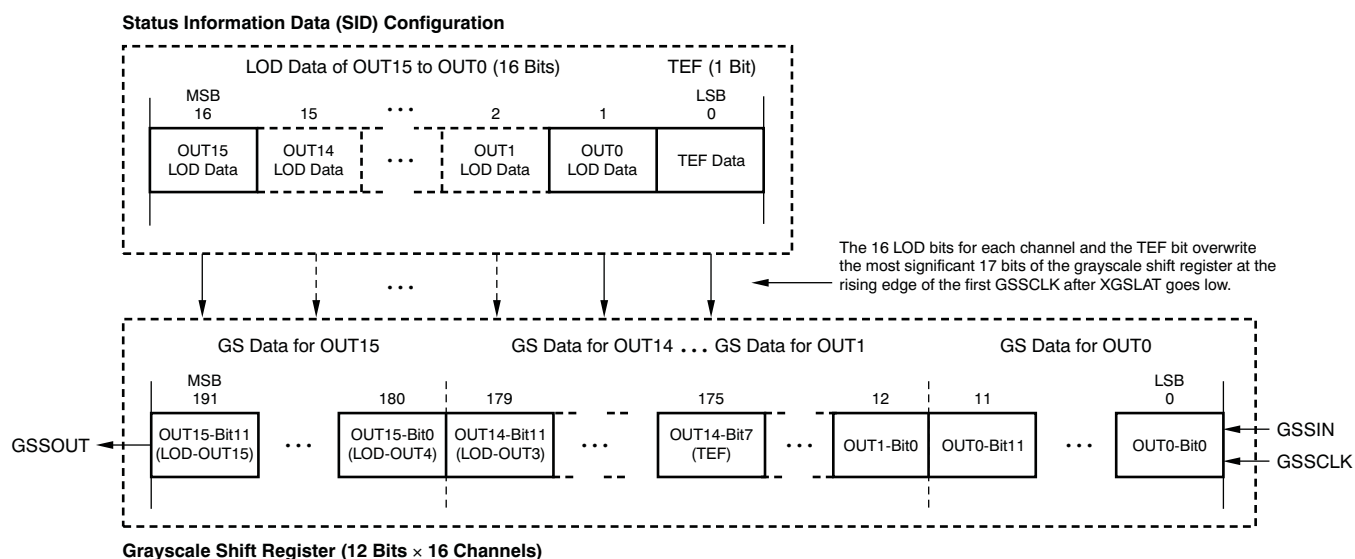 Status Information Data (SID) Configuration
LOD Data of OUT15 to OUT0 (16 Bits) TEF (1 Bit)
MSB LSB
16 15 ... 2 1 0
OUT15 LOD Data
OUT14 LOD Data
...
OUT1 LOD Data
OUT0 LOD Data
TEF Data
...
The 16 LOD bits for each channel and the TEF bit overwrite
the most significant 17 bits of the grayscale shift register at the
rising edge of the first GSSCLK after XGSLAT goes low.
GS Data for OUT15 GS Data for OUT14 ... GS Data for OUT1 GS Data for OUT0
MSB LSB
191 180 179 175 12 11 0
GSSOUT
OUT15-Bit11 (LOD-OUT15)
...
OUT15-Bit0 (LOD-OUT4)
OUT14-Bit11 (LOD-OUT3)
...
OUT14-Bit7 (TEF)
...
OUT1-Bit0
OUT0-Bit11
...
OUT0-Bit0
GSSIN
GSSCLK
Grayscale Shift Register (12 Bits × 16 Channels)